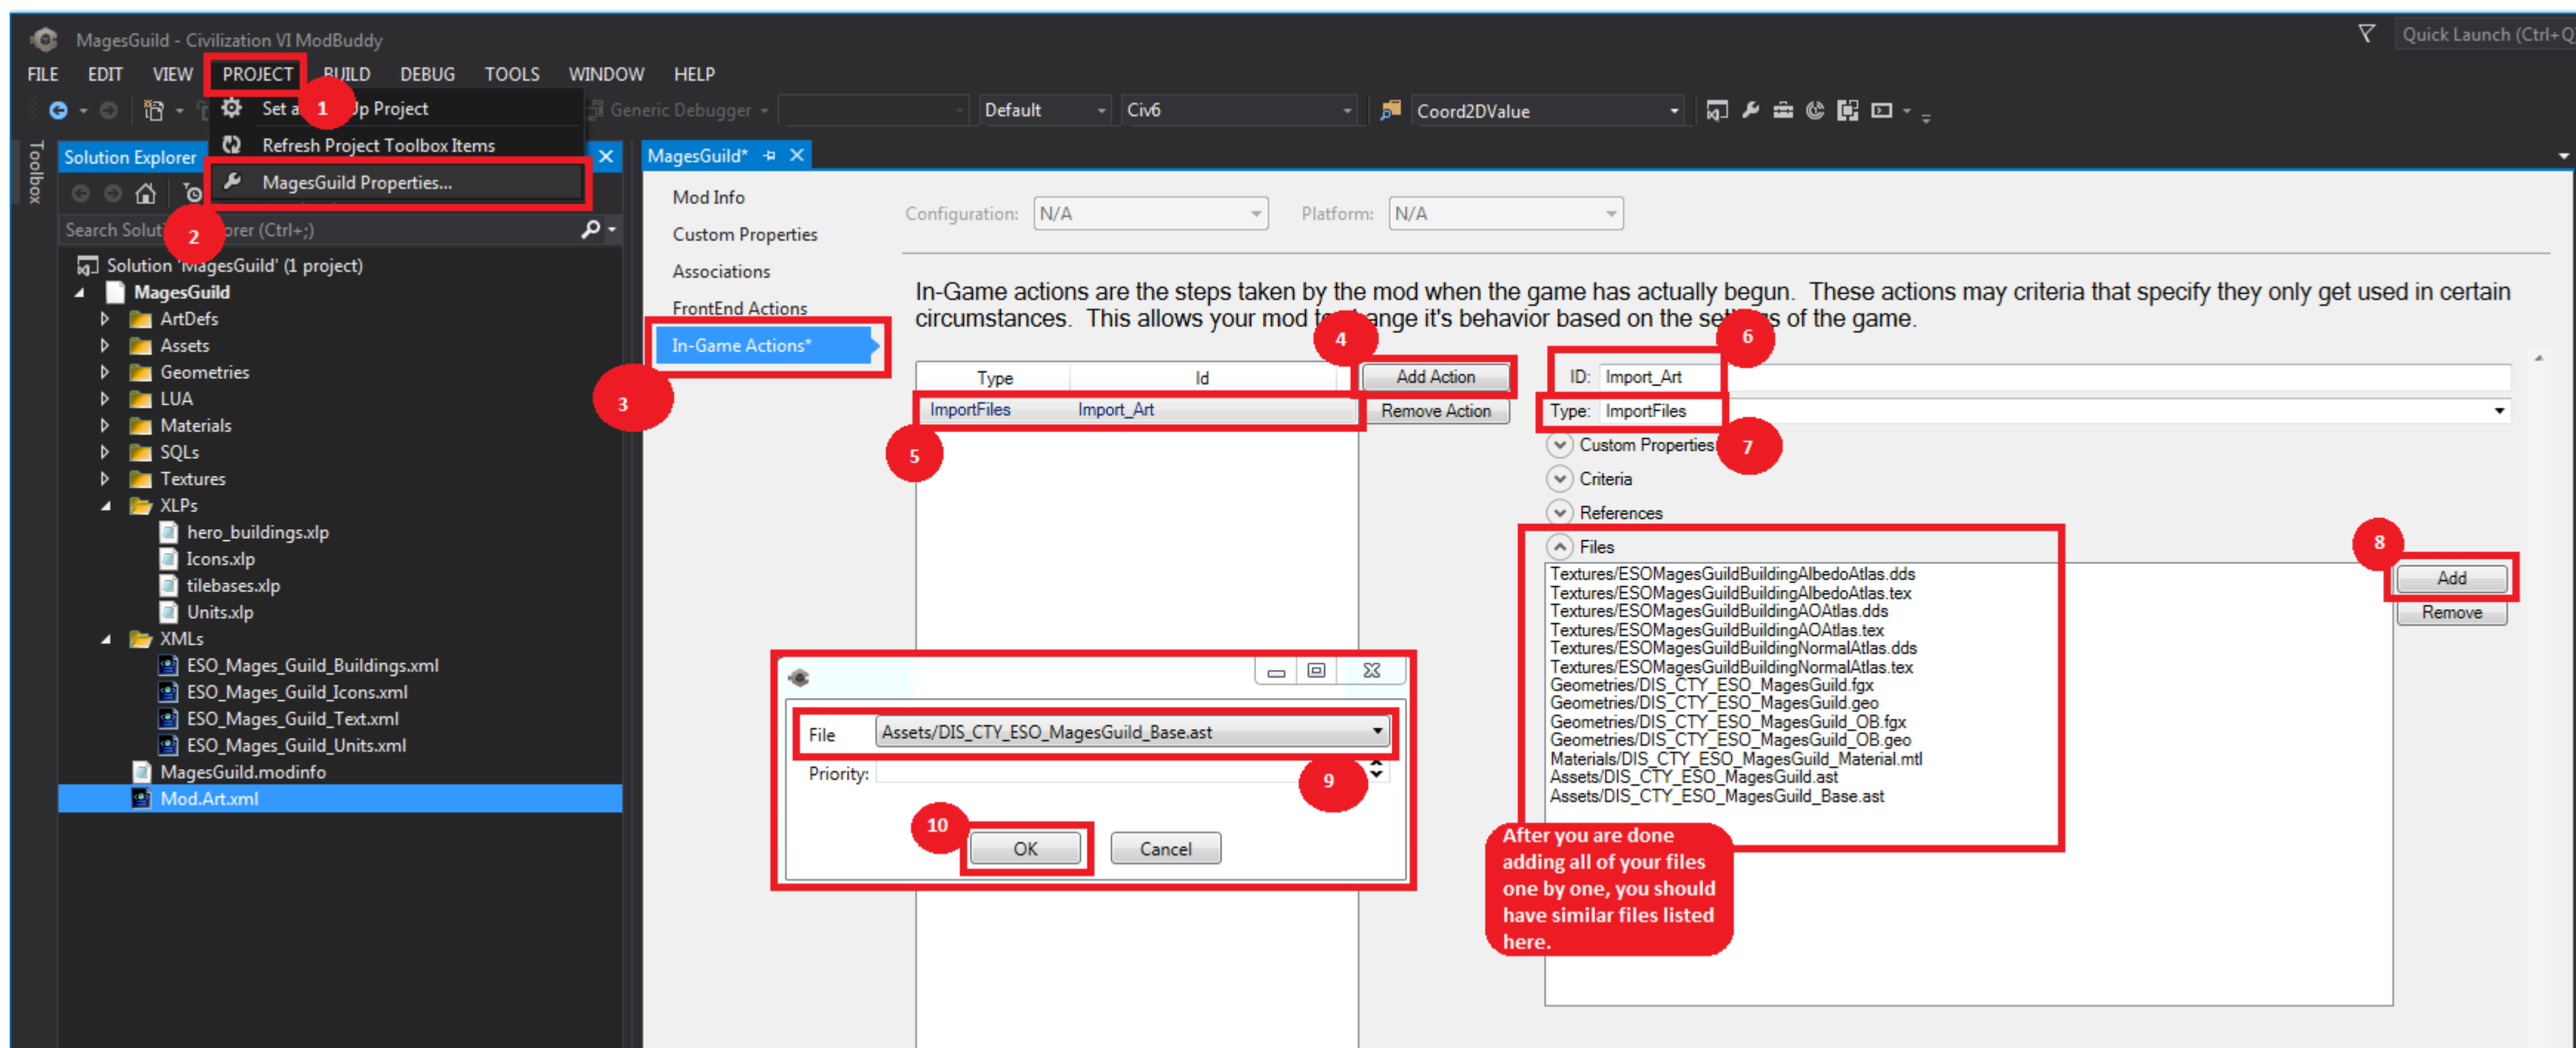 MagesGuild - Civilization VI ModBuddy
Quick Launch (Ctrl+Q)
FILE EDIT VIEW PROJECT BUILD DEBUG TOOLS WINDOW HELP
1
Set a Up Project
Refresh Project Toolbox Items
MagesGuild Properties...
2
Generic Debugger
Default
Civ6
Coord2DValue
Toolbox
Solution Explorer
Search Solut orer (Ctrl+;)
Solution 'MagesGuild' (1 project)
MagesGuild
ArtDefs
Assets
Geometries
LUA
Materials
SQLs
Textures
XLPs
hero_buildings.xlp
Icons.xlp
tilebases.xlp
Units.xlp
XMLs
ESO_Mages_Guild_Buildings.xml
ESO_Mages_Guild_Icons.xml
ESO_Mages_Guild_Text.xml
ESO_Mages_Guild_Units.xml
MagesGuild.modinfo
Mod.Art.xml
MagesGuild*
Mod Info
Custom Properties
Associations
FrontEnd Actions
In-Game Actions*
3
Configuration: N/A
Platform: N/A
In-Game actions are the steps taken by the mod when the game has actually begun. These actions may criteria that specify they only get used in certain
circumstances. This allows your mod to change it's behavior based on the settings of the game.
4
6
Type Id
ImportFiles Import_Art
5
Add Action
Remove Action
ID: Import_Art
Type: ImportFiles
7
Custom Properties
Criteria
References
Files
8
Add
Remove
Textures/ESOMagesGuildBuildingAlbedoAtlas.dds
Textures/ESOMagesGuildBuildingAlbedoAtlas.tex
Textures/ESOMagesGuildBuildingAOAtlas.dds
Textures/ESOMagesGuildBuildingAOAtlas.tex
Textures/ESOMagesGuildBuildingNormalAtlas.dds
Textures/ESOMagesGuildBuildingNormalAtlas.tex
Geometries/DIS_CTY_ESO_MagesGuild.fgx
Geometries/DIS_CTY_ESO_MagesGuild.geo
Geometries/DIS_CTY_ESO_MagesGuild_OB.fgx
Geometries/DIS_CTY_ESO_MagesGuild_OB.geo
Materials/DIS_CTY_ESO_MagesGuild_Material.mtl
Assets/DIS_CTY_ESO_MagesGuild.ast
Assets/DIS_CTY_ESO_MagesGuild_Base.ast
File Assets/DIS_CTY_ESO_MagesGuild_Base.ast
Priority:
9
10
OK
Cancel
After you are done
adding all of your files
one by one, you should
have similar files listed
here.